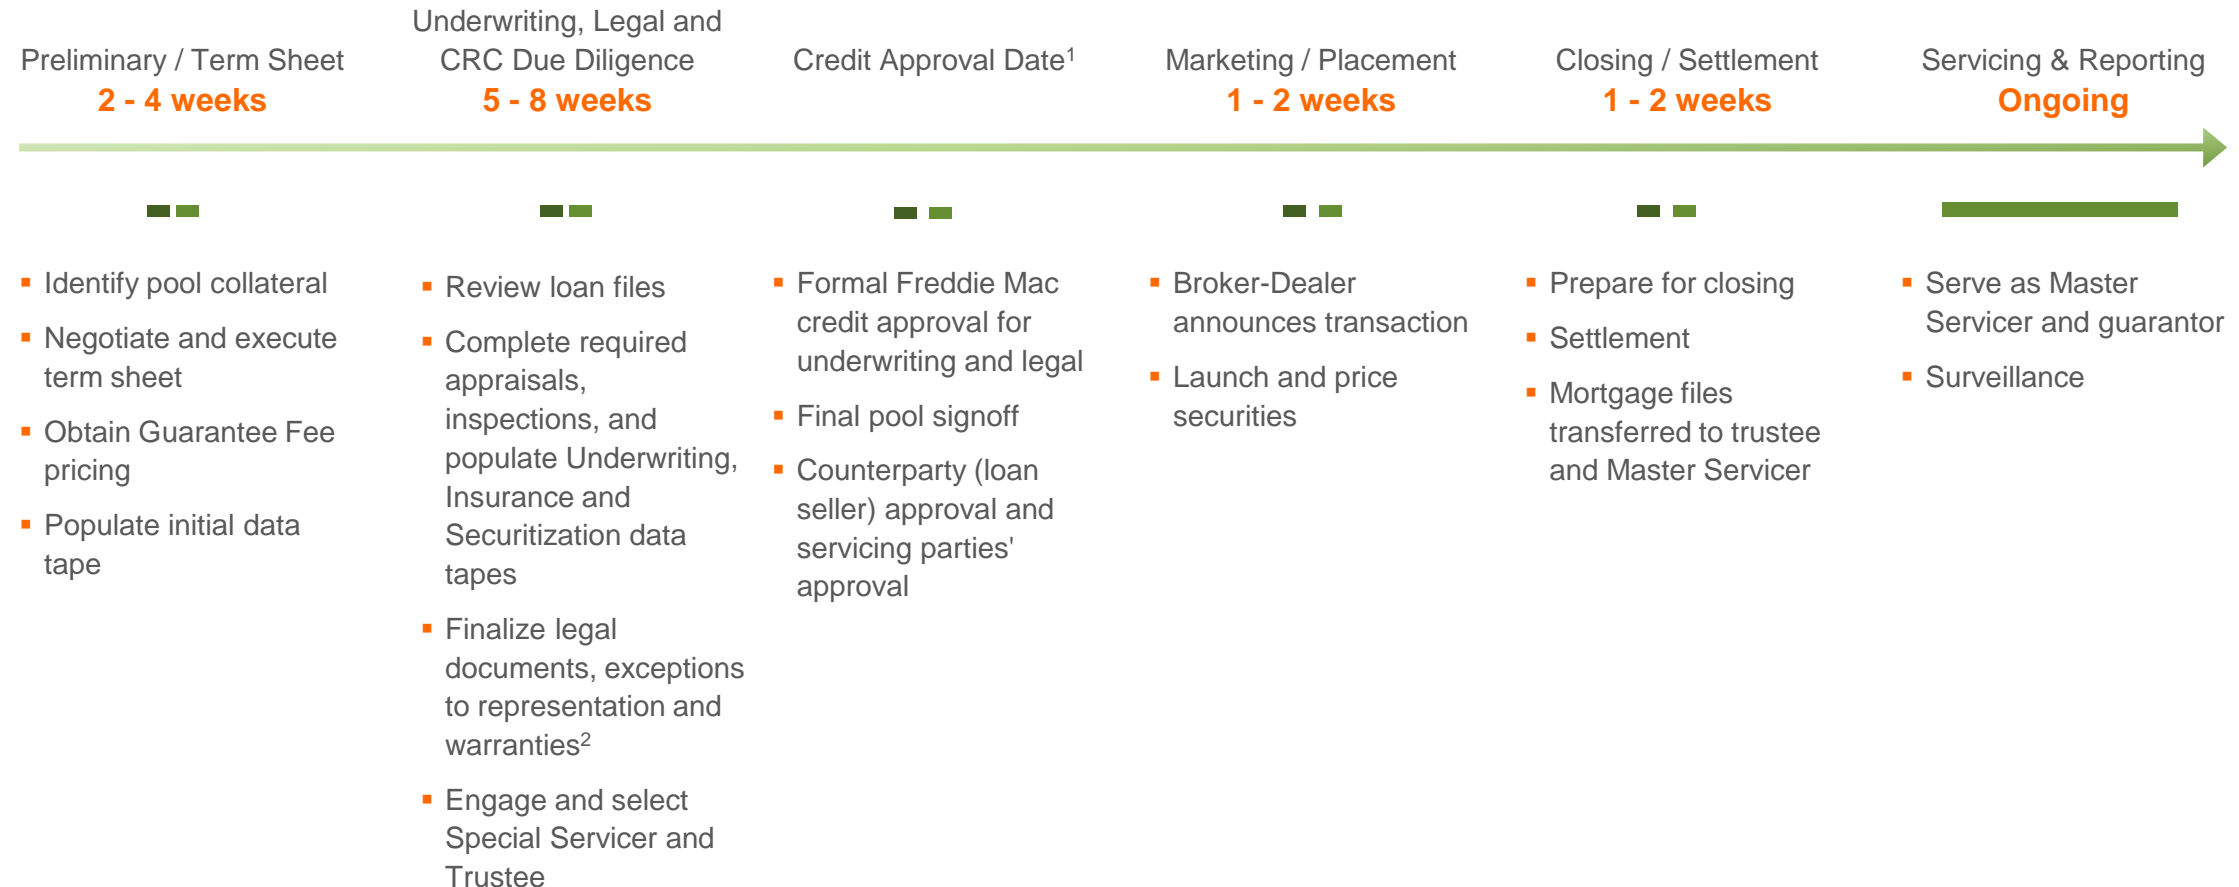 Preliminary / Term Sheet
2 - 4 weeks
Underwriting, Legal and
CRC Due Diligence
5 - 8 weeks
Credit Approval Date¹
Marketing / Placement
1 - 2 weeks
Closing / Settlement
1 - 2 weeks
Servicing & Reporting
Ongoing
▪ Identify pool collateral
▪ Negotiate and execute
term sheet
▪ Obtain Guarantee Fee
pricing
▪ Populate initial data
tape
▪ Review loan files
▪ Complete required
appraisals,
inspections, and
populate Underwriting,
Insurance and
Securitization data
tapes
▪ Finalize legal
documents, exceptions
to representation and
warranties²
▪ Engage and select
Special Servicer and
Trustee
▪ Formal Freddie Mac
credit approval for
underwriting and legal
▪ Final pool signoff
▪ Counterparty (loan
seller) approval and
servicing parties'
approval
▪ Broker-Dealer
announces transaction
▪ Launch and price
securities
▪ Prepare for closing
▪ Settlement
▪ Mortgage files
transferred to trustee
and Master Servicer
▪ Serve as Master
Servicer and guarantor
▪ Surveillance